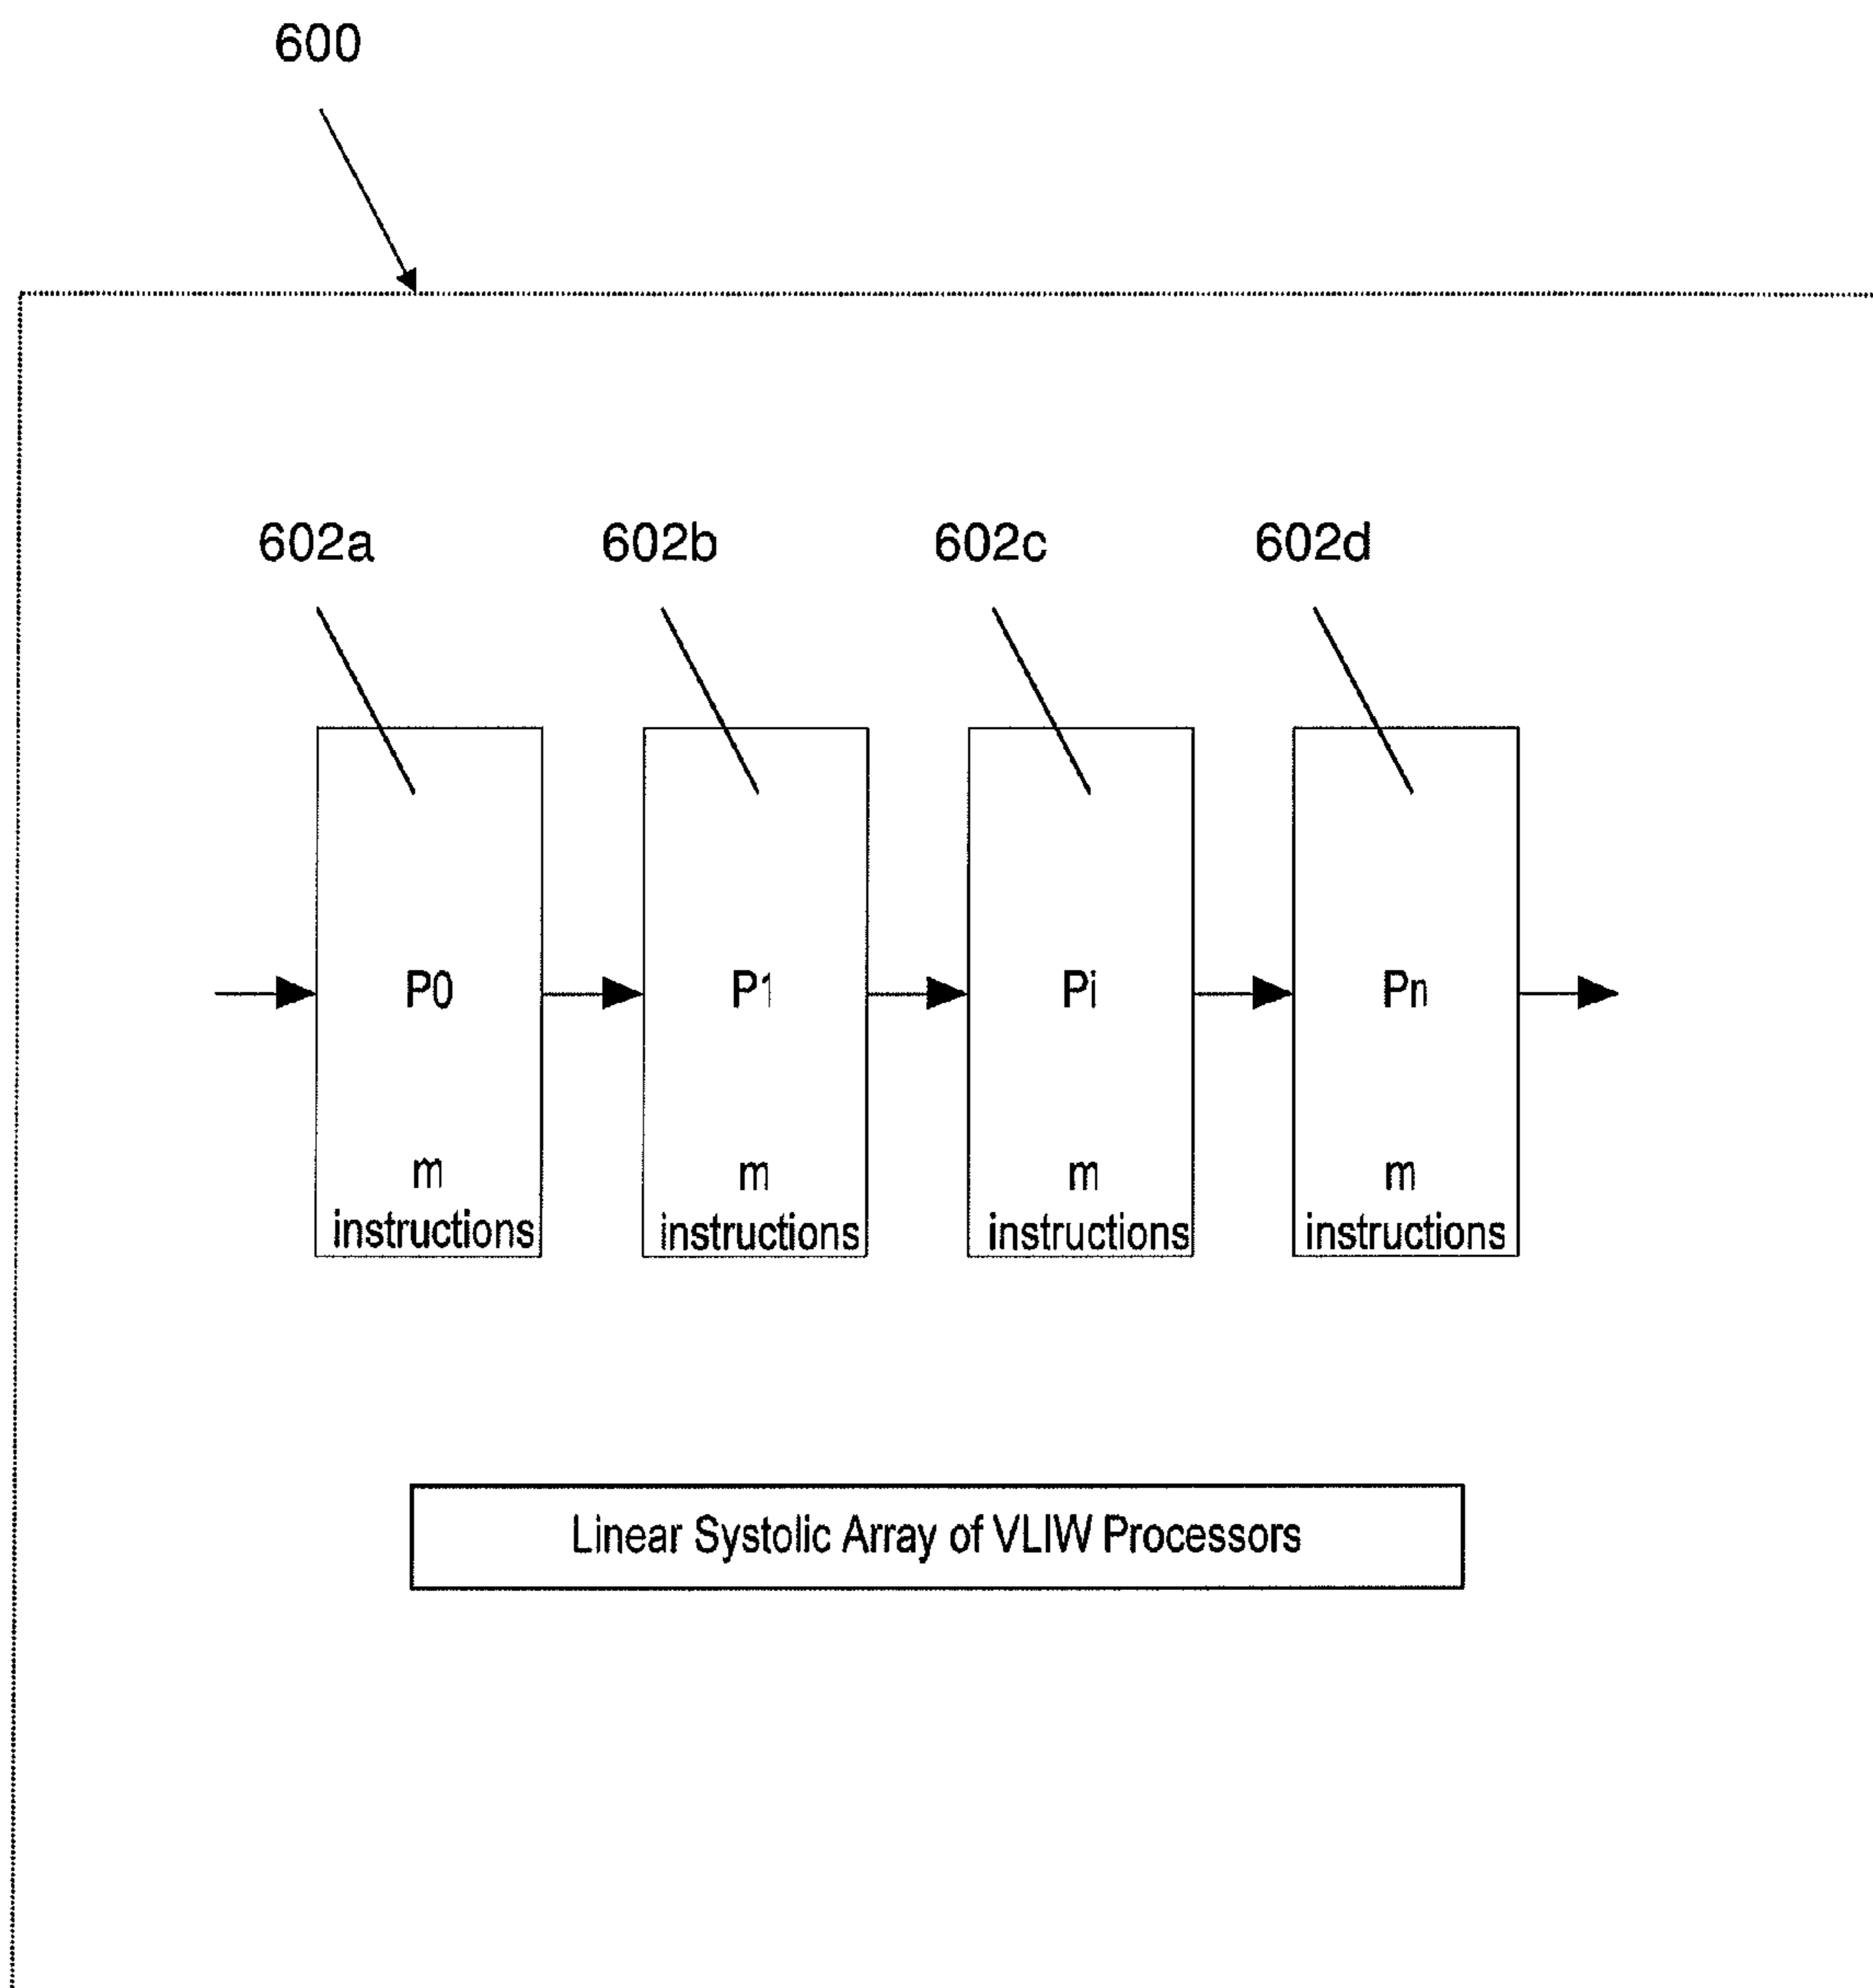 600
602a 602b 602c 602d
P0 P1 Pi Pn
m m m m
instructions instructions instructions instructions
Linear Systolic Array of VLIW Processors